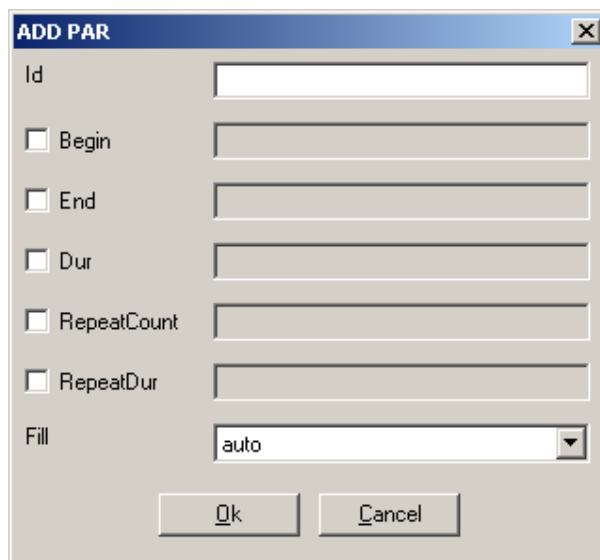 ADD PAR
Id
Begin
End
Dur
RepeatCount
RepeatDur
Fill auto
Ok Cancel